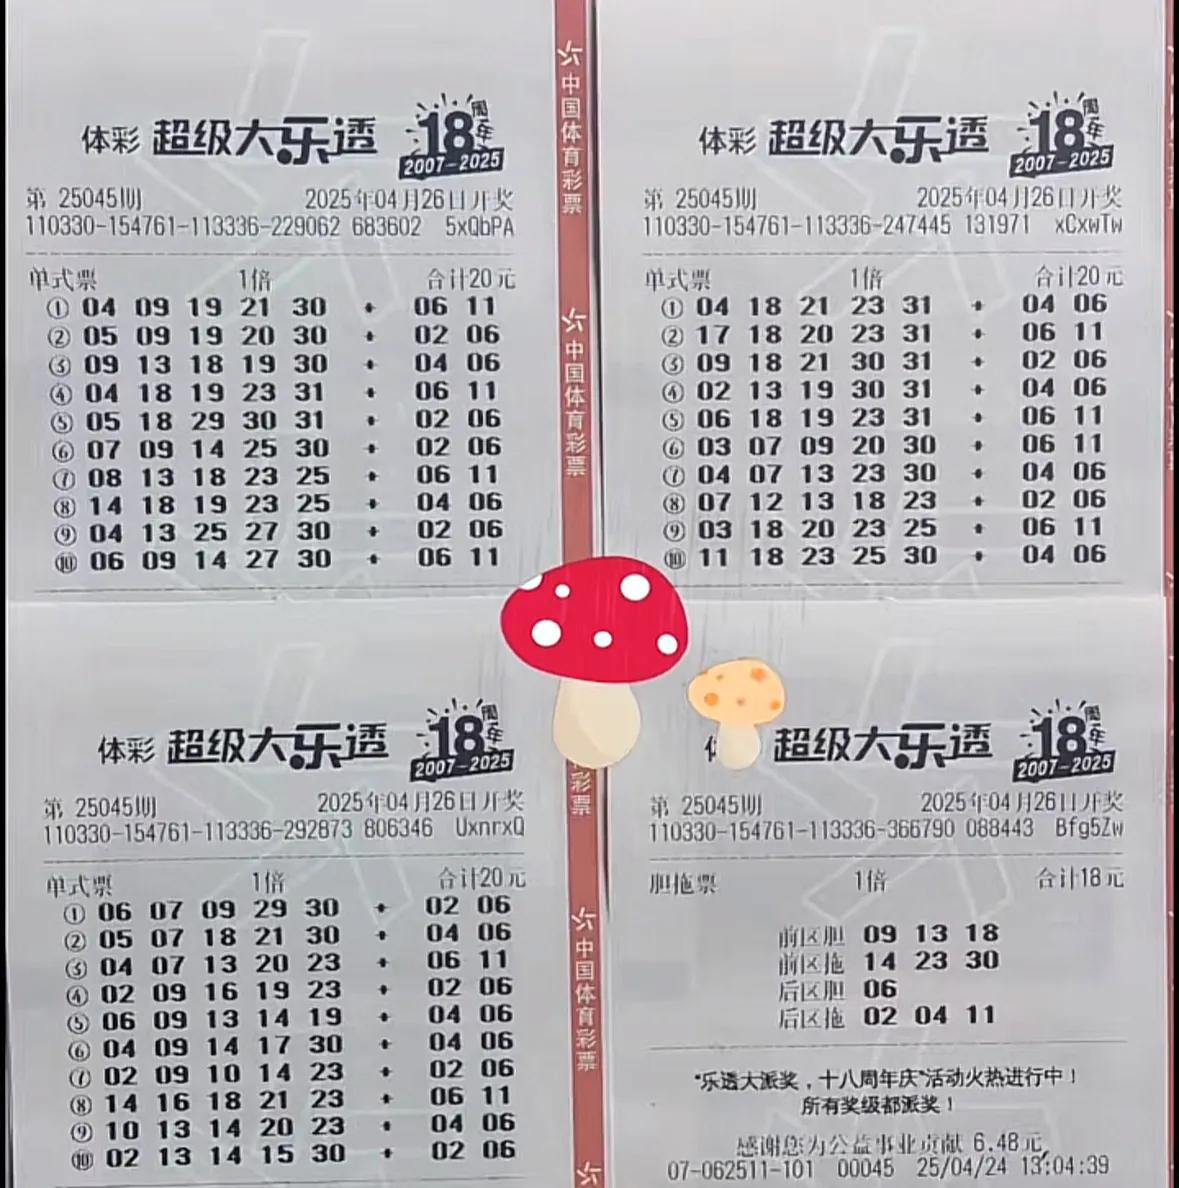 体彩 超级大乐透 18周年 2007-2025
第 25045期 2025年04月26日开奖
110330-154761-113336-229062 683602 5xQbPA
单式票 1倍 合计20元
① 04 09 19 21 30 + 06 11
② 05 09 19 20 30 + 02 06
③ 09 13 18 19 30 + 04 06
④ 04 18 19 23 31 + 06 11
⑤ 05 18 29 30 31 + 02 06
⑥ 07 09 14 25 30 + 02 06
⑦ 08 13 18 23 25 + 06 11
⑧ 14 18 19 23 25 + 04 06
⑨ 04 13 25 27 30 + 02 06
⑩ 06 09 14 27 30 + 06 11
中国体育彩票
中国体育彩票
体彩 超级大乐透 18周年 2007-2025
第 25045期 2025年04月26日开奖
110330-154761-113336-247445 131971 xCxwTw
单式票 1倍 合计20元
① 04 18 21 23 31 + 04 06
② 17 18 20 23 31 + 06 11
③ 09 18 21 30 31 + 02 06
④ 02 13 19 30 31 + 04 06
⑤ 06 18 19 23 31 + 06 11
⑥ 03 07 09 20 30 + 06 11
⑦ 04 07 13 23 30 + 04 06
⑧ 07 12 13 18 23 + 02 06
⑨ 03 18 20 23 25 + 06 11
⑩ 11 18 23 25 30 + 04 06
体彩 超级大乐透 18周年 2007-2025
第 25045期 2025年04月26日开奖
110330-154761-113336-292873 806346 UxnrxQ
单式票 1倍 合计20元
① 06 07 09 29 30 + 02 06
② 05 07 18 21 30 + 04 06
③ 04 07 13 20 23 + 06 11
④ 02 09 16 19 23 + 02 06
⑤ 06 09 13 14 19 + 04 06
⑥ 04 09 14 17 30 + 04 06
⑦ 02 09 10 14 23 + 02 06
⑧ 14 16 18 21 23 + 06 11
⑨ 10 13 14 20 23 + 04 06
⑩ 02 13 14 15 30 + 02 06
彩票
中国体育彩票
超级大乐透 18周年 2007-2025
第 25045期 2025年04月26日开奖
110330-154761-113336-366790 088443 Bfg5Zw
胆拖票 1倍 合计18元
前区胆 09 13 18
前区拖 14 23 30
后区胆 06
后区拖 02 04 11
"乐透大派奖，十八周年庆"活动火热进行中！
所有奖级都派奖！
感谢您为公益事业贡献 6.48元
07-062511-101 00045 25/04/24 13:04:39